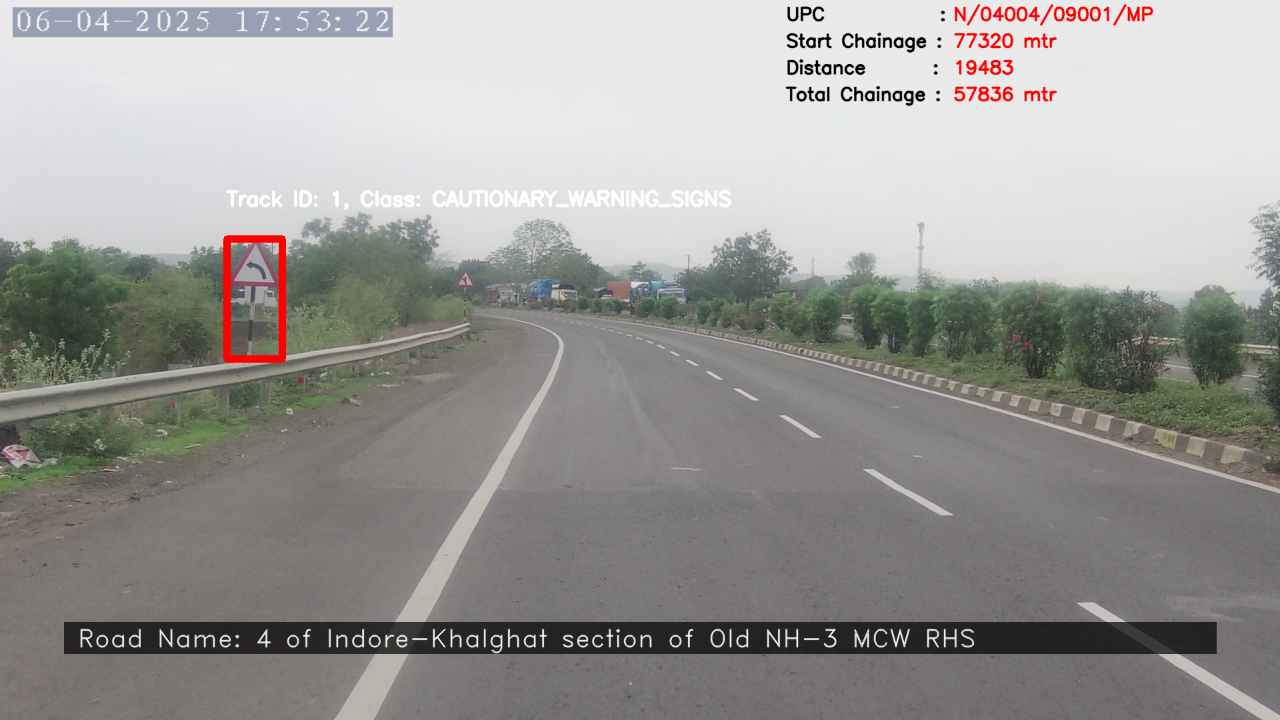 06-04-2025 17:53:22
UPC : N/04004/09001/MP
Start Chainage : 77320 mtr
Distance : 19483
Total Chainage : 57836 mtr
Track ID: 1, Class: CAUTIONARY_WARNING_SIGNS
Road Name: 4 of Indore-Khalghat section of Old NH-3 MCW RHS